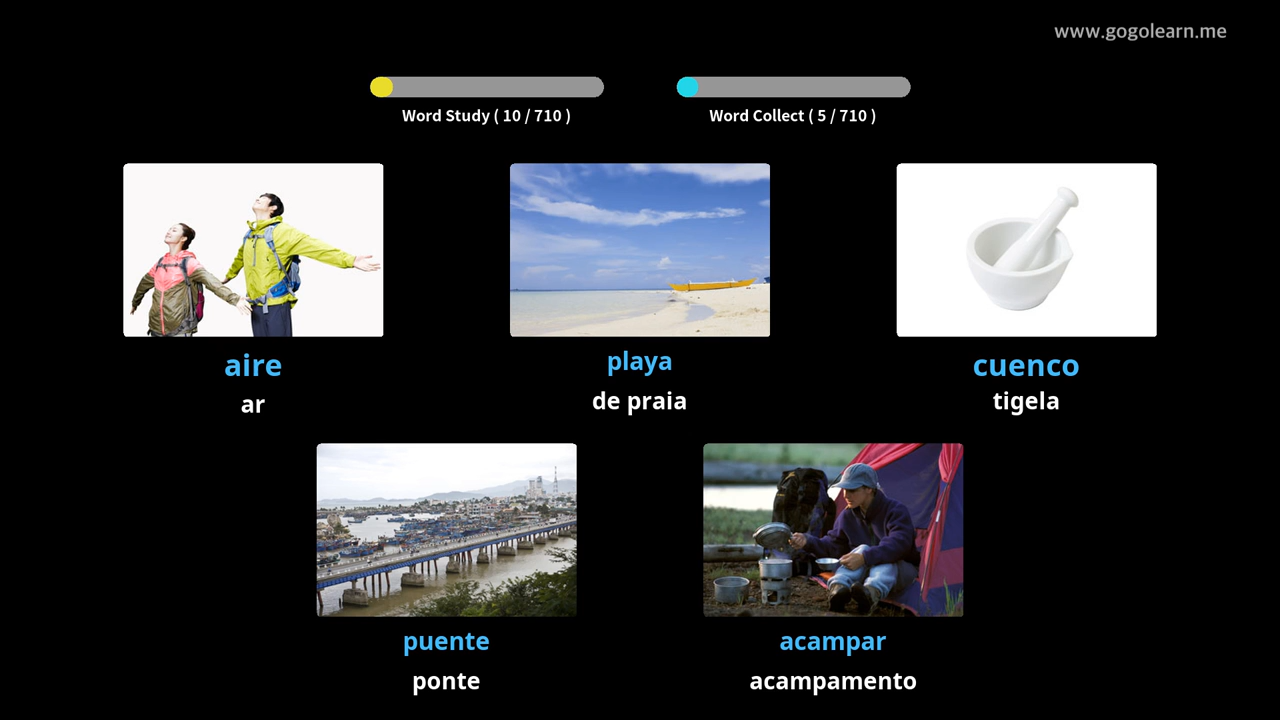 www.gogolearn.me
Word Study ( 10 / 710 )
Word Collect ( 5 / 710 )
aire
ar
playa
de praia
cuenco
tigela
puente
ponte
acampar
acampamento